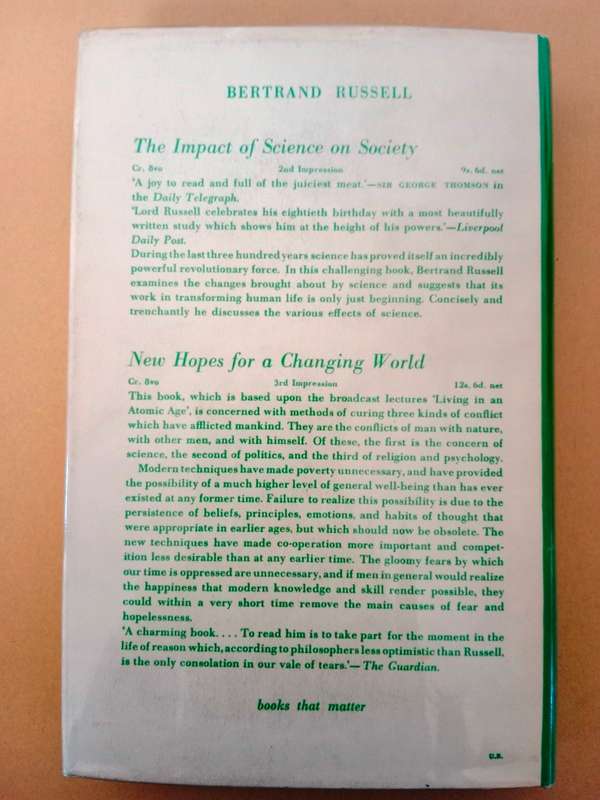 BERTRAND RUSSELL
The Impact of Science on Society
Cr. 8vo 2nd Impression 9s. 6d. net
'A joy to read and full of the juiciest meat.'—SIR GEORGE THOMSON in
the Daily Telegraph.
'Lord Russell celebrates his eightieth birthday with a most beautifully
written study which shows him at the height of his powers.'—Liverpool
Daily Post.
During the last three hundred years science has proved itself an incredibly
powerful revolutionary force. In this challenging book, Bertrand Russell
examines the changes brought about by science and suggests that its
work in transforming human life is only just beginning. Concisely and
trenchantly he discusses the various effects of science.
New Hopes for a Changing World
Cr. 8vo 3rd Impression 12s. 6d. net
This book, which is based upon the broadcast lectures 'Living in an
Atomic Age', is concerned with methods of curing three kinds of conflict
which have afflicted mankind. They are the conflicts of man with nature,
with other men, and with himself. Of these, the first is the concern of
science, the second of politics, and the third of religion and psychology.
Modern techniques have made poverty unnecessary, and have provided
the possibility of a much higher level of general well-being than has ever
existed at any former time. Failure to realize this possibility is due to the
persistence of beliefs, principles, emotions, and habits of thought that
were appropriate in earlier ages, but which should now be obsolete. The
new techniques have made co-operation more important and compet-
ition less desirable than at any earlier time. The gloomy fears by which
our time is oppressed are unnecessary, and if men in general would realize
the happiness that modern knowledge and skill render possible, they
could within a very short time remove the main causes of fear and
hopelessness.
'A charming book. . . . To read him is to take part for the moment in the
life of reason which, according to philosophers less optimistic than Russell,
is the only consolation in our vale of tears.'—The Guardian.
books that matter
U.B.